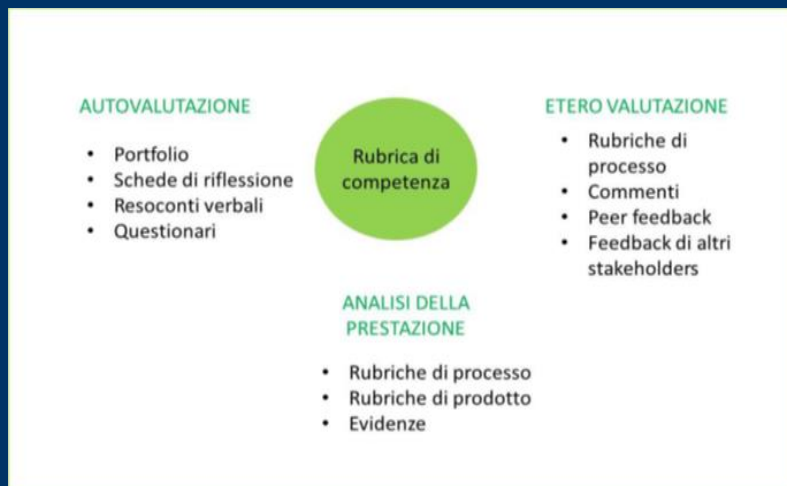 AUTOVALUTAZIONE
• Portfolio
• Schede di riflessione
• Resoconti verbali
• Questionari
Rubrica di
competenza
ETERO VALUTAZIONE
• Rubriche di
processo
• Commenti
• Peer feedback
• Feedback di altri
stakeholders
ANALISI DELLA
PRESTAZIONE
• Rubriche di processo
• Rubriche di prodotto
• Evidenze